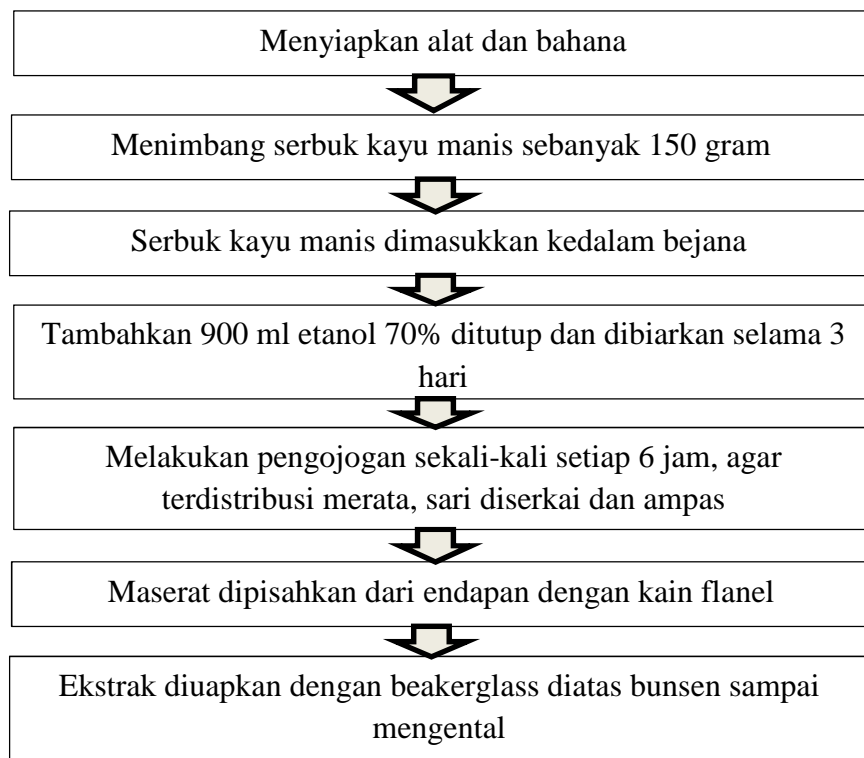 Menyiapkan alat dan bahana
Menimbang serbuk kayu manis sebanyak 150 gram
Serbuk kayu manis dimasukkan kedalam bejana
Tambahkan 900 ml etanol 70% ditutup dan dibiarkan selama 3
hari
Melakukan pengojogan sekali-kali setiap 6 jam, agar
terdistribusi merata, sari diserkai dan ampas
Maserat dipisahkan dari endapan dengan kain flanel
Ekstrak diuapkan dengan beakerglass diatas bunsen sampai
mengental